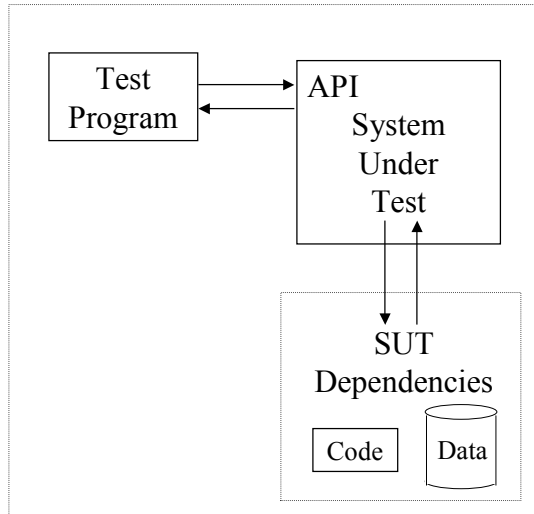 Test
Program
API
System
Under
Test
SUT
Dependencies
Code
Data